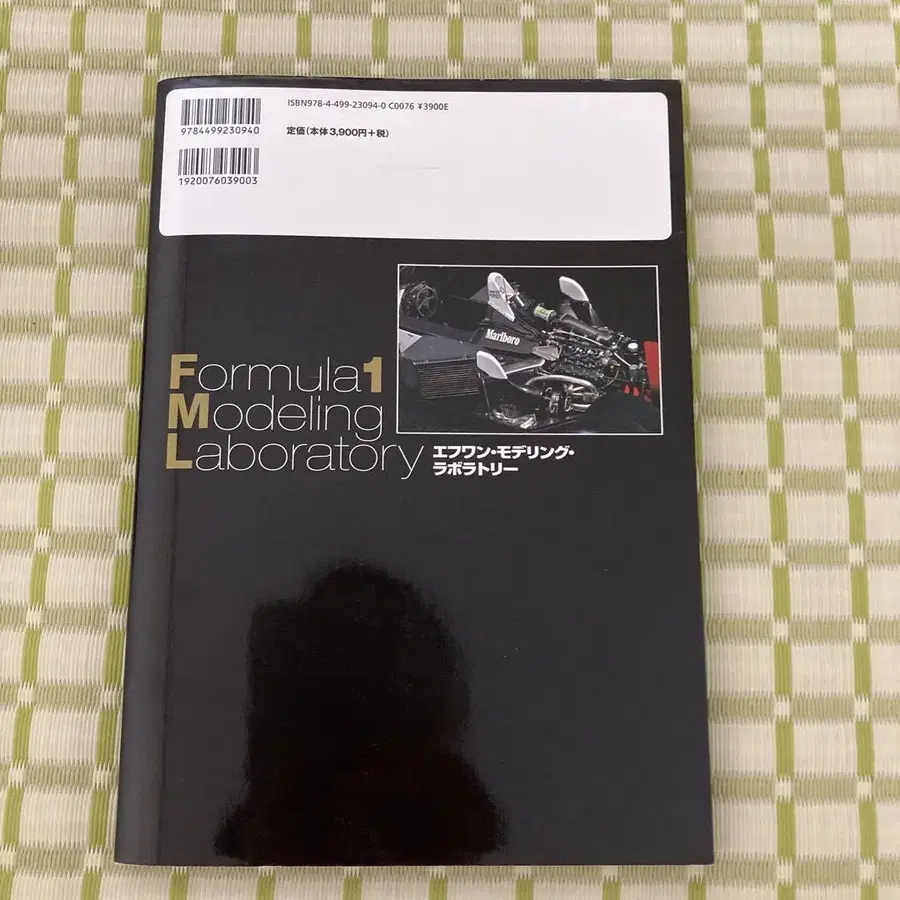 ISBN978-4-499-23094-0 C0076 ¥3900E
9784499230940
定価(本体3,900円+税)
1920076039003
Marlboro
Formula1
Modeling
Laboratory
エフワン・モデリング・
ラボラトリー